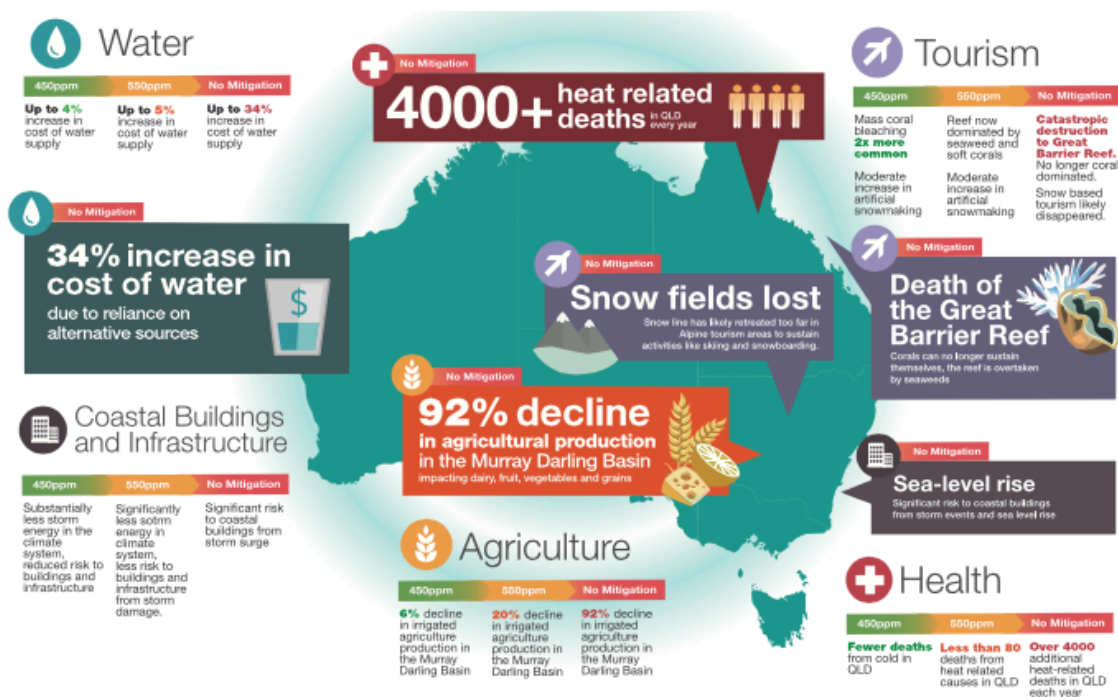 Water
450ppm 550ppm No Mitigation
Up to 4%
increase in
cost of water
supply
Up to 5%
increase in
cost of water
supply
Up to 34%
increase in
cost of water
supply
No Mitigation
4000+ heat related
deaths in QLD
every year
Tourism
450ppm 550ppm No Mitigation
Mass coral
bleaching
2x more
common
Moderate
increase in
artificial
snowmaking
Reef now
dominated by
seaweed and
soft corals
Moderate
increase in
artificial
snowmaking
Catastropic
destruction
to Great
Barrier Reef.
No longer coral
dominated.
Snow based
tourism likely
disappeared.
No Mitigation
34% increase in
cost of water
due to reliance on
alternative sources
$
No Mitigation
Snow fields lost
Snow line has likely retreated too far in
Alpine tourism areas to sustain
activities like skiing and snowboarding.
No Mitigation
Death of
the Great
Barrier Reef
Corals can no longer sustain
themselves, the reef is overtaken
by seaweeds
No Mitigation
92% decline
in agricultural production
in the Murray Darling Basin
impacting dairy, fruit, vegetables and grains
Coastal Buildings
and Infrastructure
450ppm 550ppm No Mitigation
Substantially
less storm
energy in the
climate
system,
reduced risk to
buildings and
infrastructure
Significantly
less sotrm
energy in
climate
system,
less risk to
buildings and
infrastructure
from storm
damage.
Significant risk
to coastal
buildings from
storm surge
No Mitigation
Sea-level rise
Significant risk to coastal buildings
from storm events and sea level rise
Agriculture
450ppm 550ppm No Mitigation
6% decline
in irrigated
agriculture
production in
the Murray
Darling Basin
20% decline
in irrigated
agriculture
production in
the Murray
Darling Basin
92% decline
in irrigated
agriculture
production in
the Murray
Darling Basin
Health
450ppm 550ppm No Mitigation
Fewer deaths
from cold in
QLD
Less than 80
deaths from
heat related
causes in QLD
Over 4000
additional
heat-related
deaths in QLD
each year